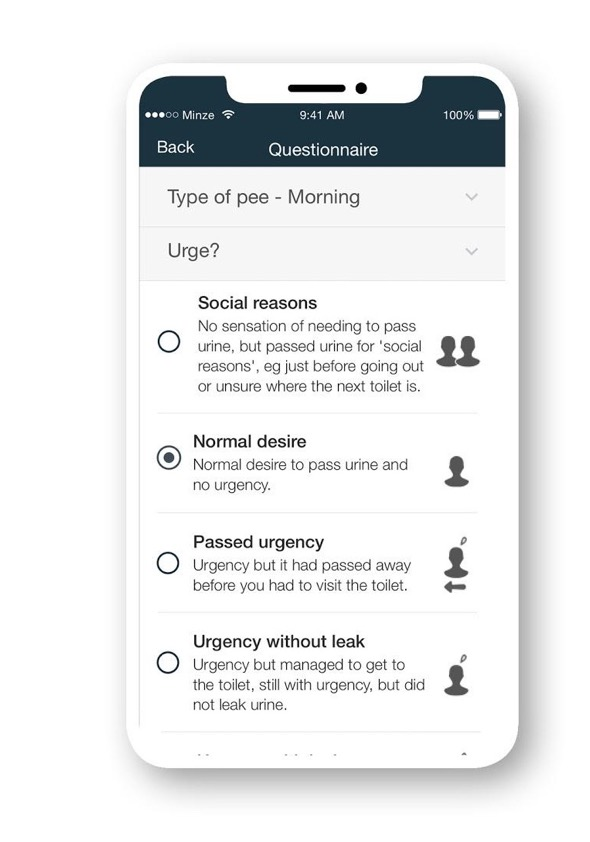 Minze 9:41 AM 100%
Back Questionnaire
Type of pee - Morning
Urge?
Social reasons
No sensation of needing to pass
urine, but passed urine for 'social
reasons', eg just before going out
or unsure where the next toilet is.
Normal desire
Normal desire to pass urine and
no urgency.
Passed urgency
Urgency but it had passed away
before you had to visit the toilet.
Urgency without leak
Urgency but managed to get to
the toilet, still with urgency, but did
not leak urine.